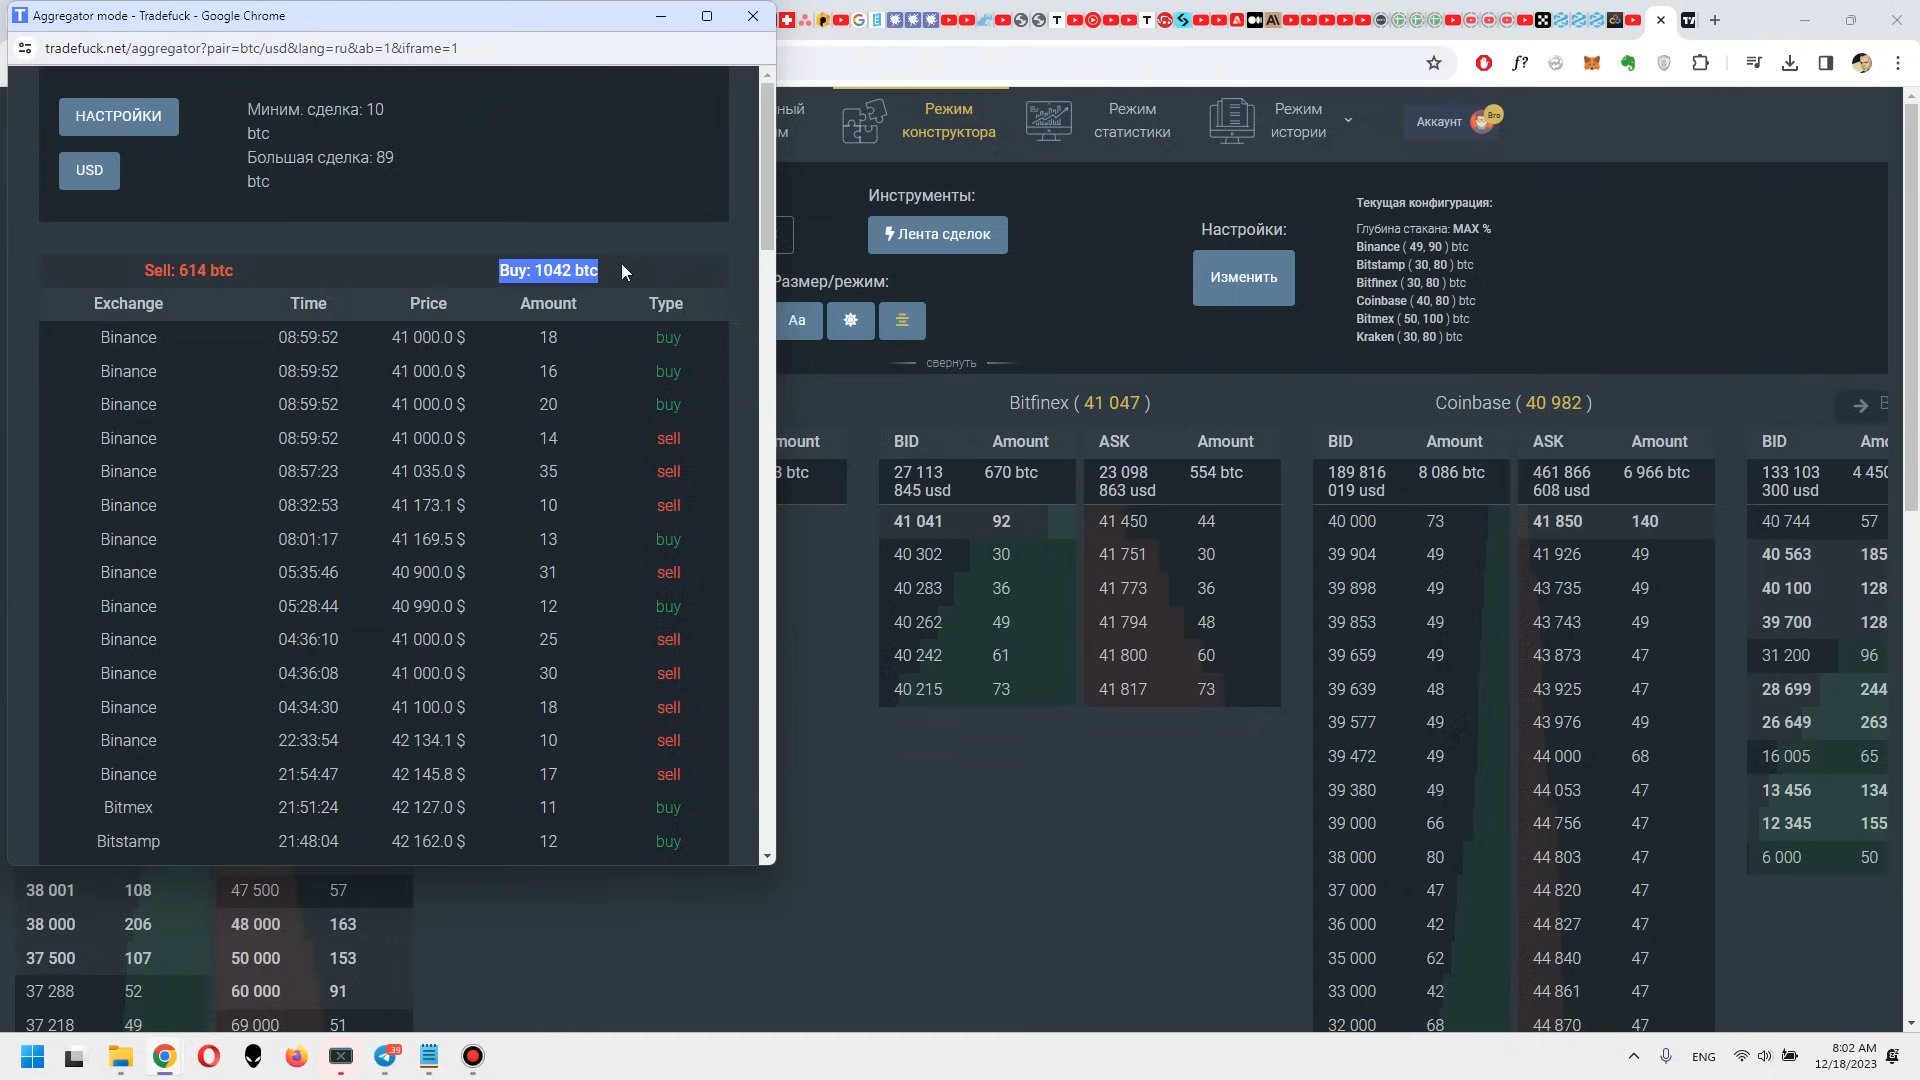 Aggregator mode - Tradefuck - Google Chrome
tradefuck.net/aggregator?pair=btc/usd&lang=ru&ab=1&iframe=1
НАСТРОЙКИ
USD
Миним. сделка: 10
btc
Большая сделка: 89
btc
Sell: 614 btc Buy: 1042 btc
Exchange Time Price Amount Type
Binance 08:59:52 41 000.0 $ 18 buy
Binance 08:59:52 41 000.0 $ 16 buy
Binance 08:59:52 41 000.0 $ 20 buy
Binance 08:59:52 41 000.0 $ 14 sell
Binance 08:57:23 41 035.0 $ 35 sell
Binance 08:32:53 41 173.1 $ 10 sell
Binance 08:01:17 41 169.5 $ 13 buy
Binance 05:35:46 40 900.0 $ 31 sell
Binance 05:28:44 40 990.0 $ 12 buy
Binance 04:36:10 41 000.0 $ 25 sell
Binance 04:36:08 41 000.0 $ 30 sell
Binance 04:34:30 41 100.0 $ 18 sell
Binance 22:33:54 42 134.1 $ 10 sell
Binance 21:54:47 42 145.8 $ 17 sell
Bitmex 21:51:24 42 127.0 $ 11 buy
Bitstamp 21:48:04 42 162.0 $ 12 buy
38 001 108 47 500 57
38 000 206 48 000 163
37 500 107 50 000 153
37 288 52 60 000 91
37 218 49 69 000 51
Режим
конструктора
Режим
статистики
Режим
истории
Аккаунт
Bro
Инструменты:
Лента сделок
Размер/режим:
Aa
свернуть
Настройки:
Изменить
Текущая конфигурация:
Глубина стакана: MAX %
Binance ( 49, 90 ) btc
Bitstamp ( 30, 80 ) btc
Bitfinex ( 30, 80 ) btc
Coinbase ( 40, 80 ) btc
Bitmex ( 50, 100 ) btc
Kraken ( 30, 80 ) btc
Bitfinex ( 41 047 )
BID Amount ASK Amount
27 113
845 usd
670 btc
23 098
863 usd
554 btc
41 041 92 41 450 44
40 302 30 41 751 30
40 283 36 41 773 36
40 262 49 41 794 48
40 242 61 41 800 60
40 215 73 41 817 73
Coinbase ( 40 982 )
BID Amount ASK Amount
189 816
019 usd
8 086 btc
461 866
608 usd
6 966 btc
40 000 73 41 850 140
39 904 49 41 926 49
39 898 49 43 735 49
39 853 49 43 743 49
39 659 49 43 873 47
39 639 48 43 925 47
39 577 49 43 976 49
39 472 49 44 000 68
39 380 49 44 053 47
39 000 66 44 756 47
38 000 80 44 803 47
37 000 47 44 820 47
36 000 42 44 827 47
35 000 62 44 840 47
33 000 42 44 861 47
32 000 68 44 870 47
BID
133 103
300 usd
40 744 57
40 563 185
40 100 128
39 700 128
31 200 96
28 699 244
26 649 263
16 005 65
13 456 134
12 345 155
6 000 50
39
ENG
8:02 AM
12/18/2023